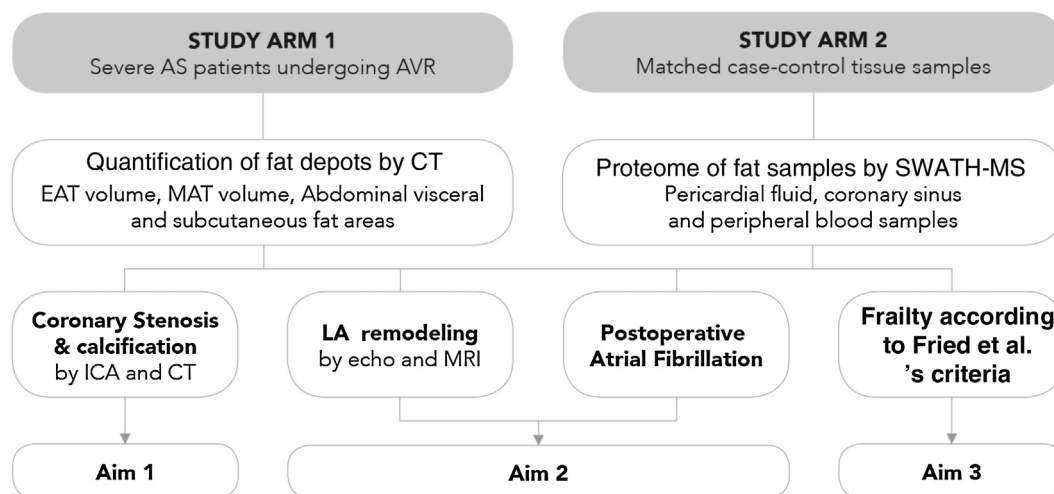 STUDY ARM 1
Severe AS patients undergoing AVR
STUDY ARM 2
Matched case-control tissue samples
Quantification of fat depots by CT
EAT volume, MAT volume, Abdominal visceral
and subcutaneous fat areas
Proteome of fat samples by SWATH-MS
Pericardial fluid, coronary sinus
and peripheral blood samples
Coronary Stenosis
& calcification
by ICA and CT
LA remodeling
by echo and MRI
Postoperative
Atrial Fibrillation
Frailty according
to Fried et al.
’s criteria
Aim 1
Aim 2
Aim 3